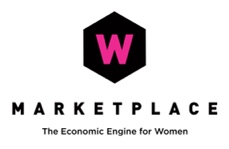 W
MARKETPLACE
The Economic Engine for Women